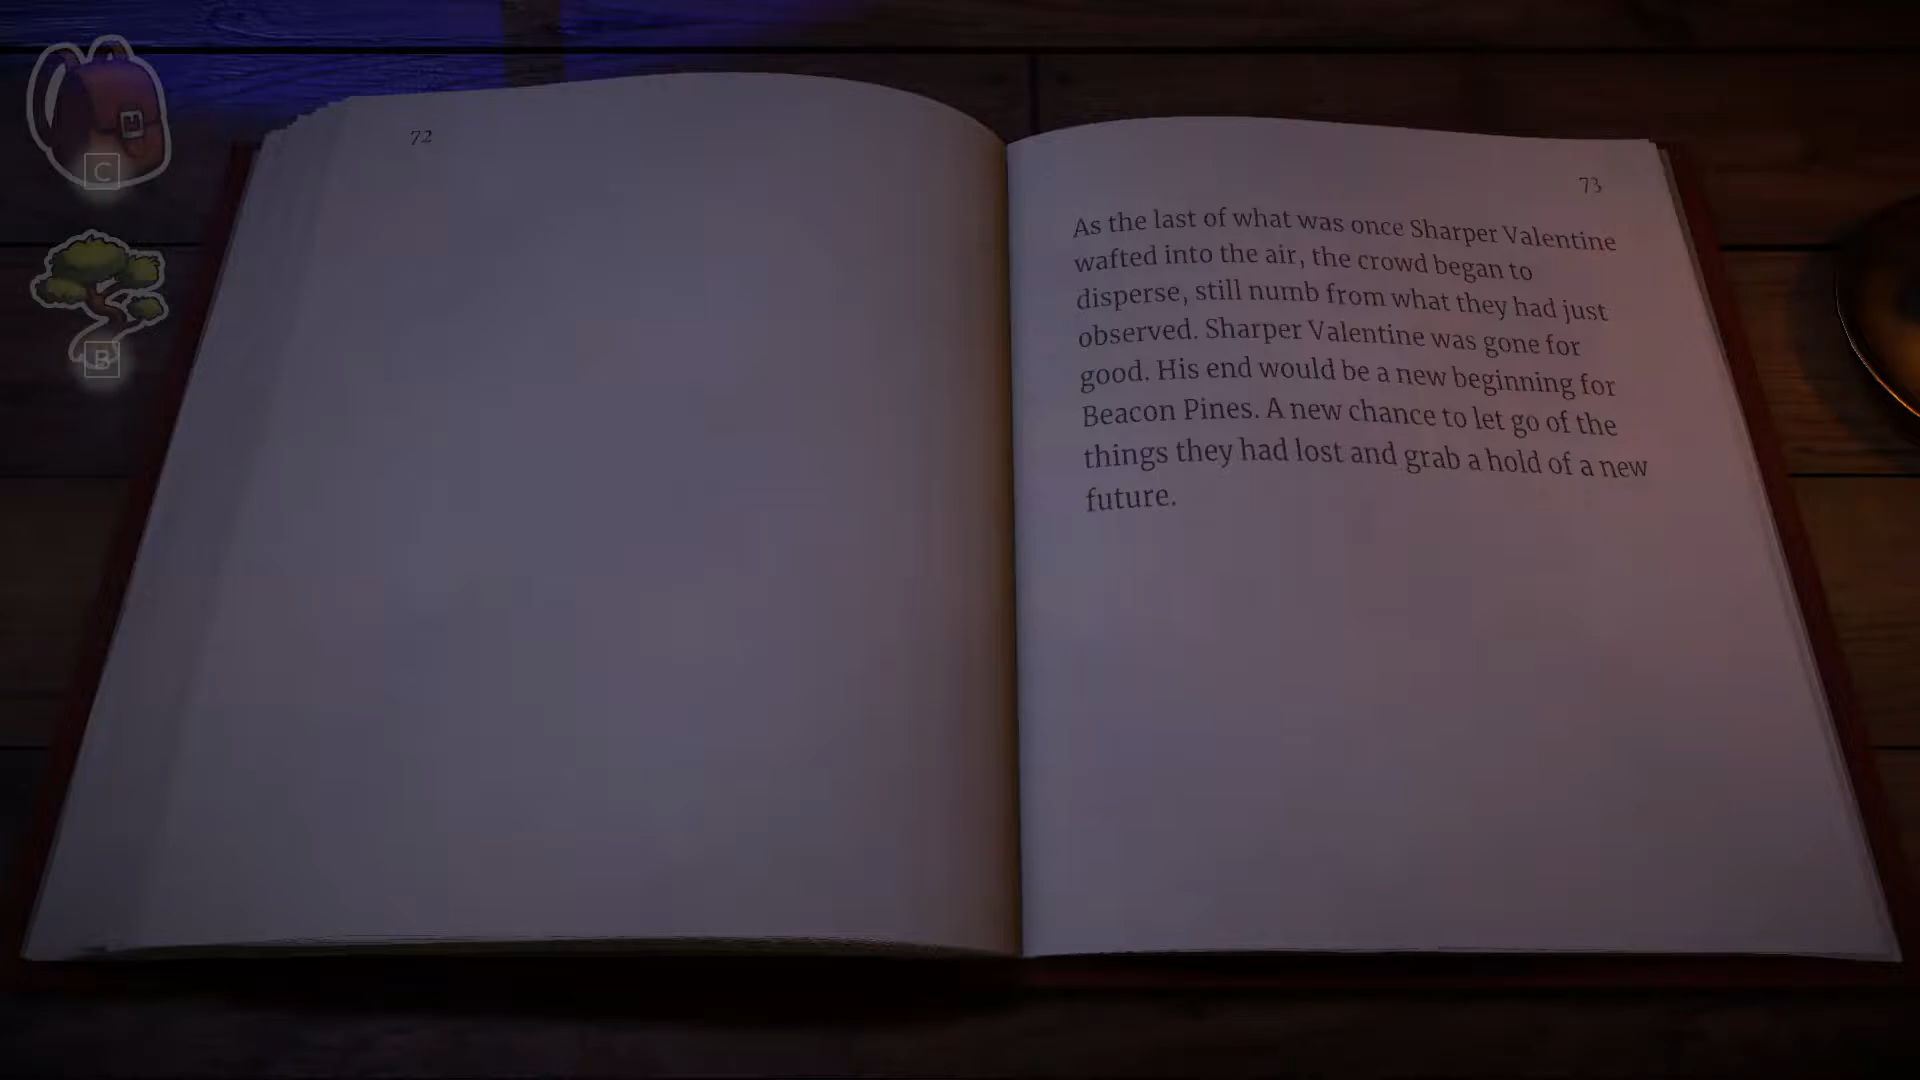 C
B
72
73
As the last of what was once Sharper Valentine
wafted into the air, the crowd began to
disperse, still numb from what they had just
observed. Sharper Valentine was gone for
good. His end would be a new beginning for
Beacon Pines. A new chance to let go of the
things they had lost and grab a hold of a new
future.